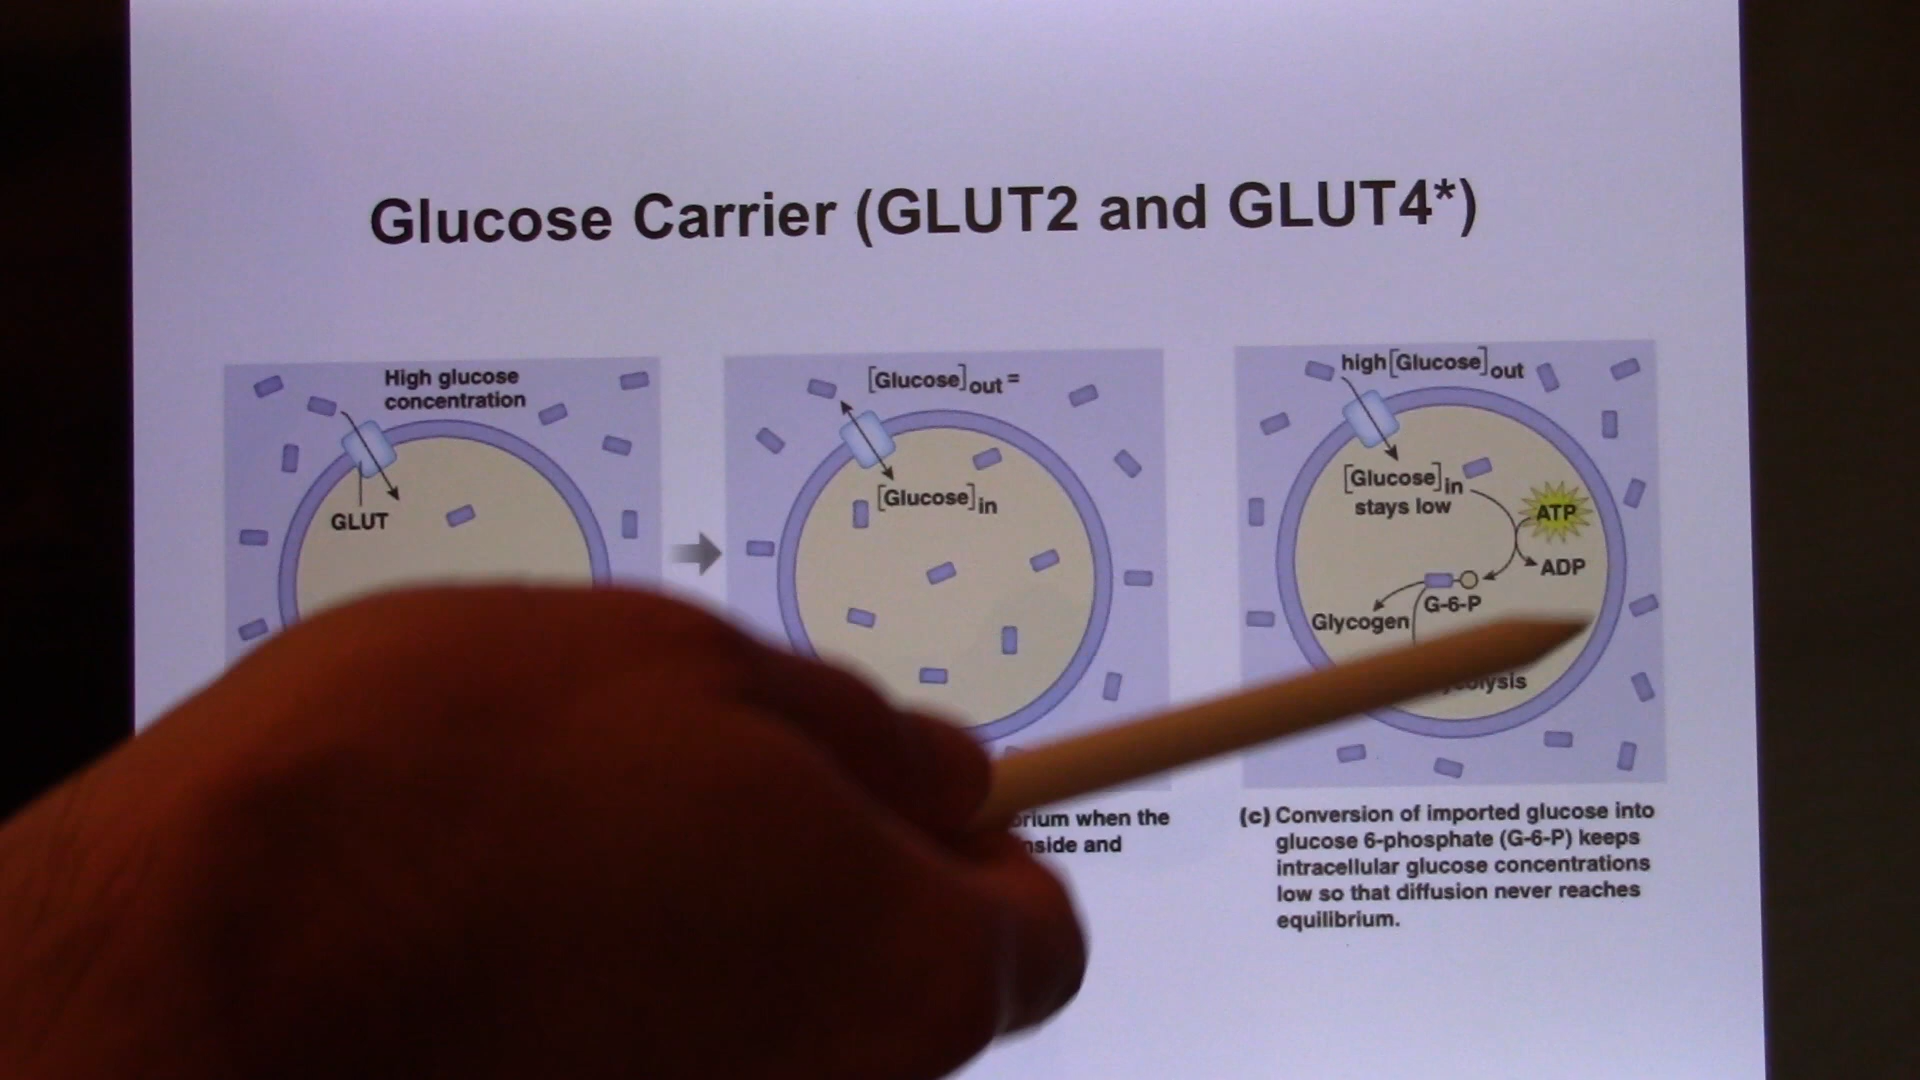 Glucose Carrier (GLUT2 and GLUT4*)
High glucose
concentration
GLUT
[Glucose]out =
[Glucose]in
high [Glucose]out
[Glucose]in
stays low
ATP
ADP
G-6-P
Glycogen
when the
and
(c) Conversion of imported glucose into
glucose 6-phosphate (G-6-P) keeps
intracellular glucose concentrations
low so that diffusion never reaches
equilibrium.